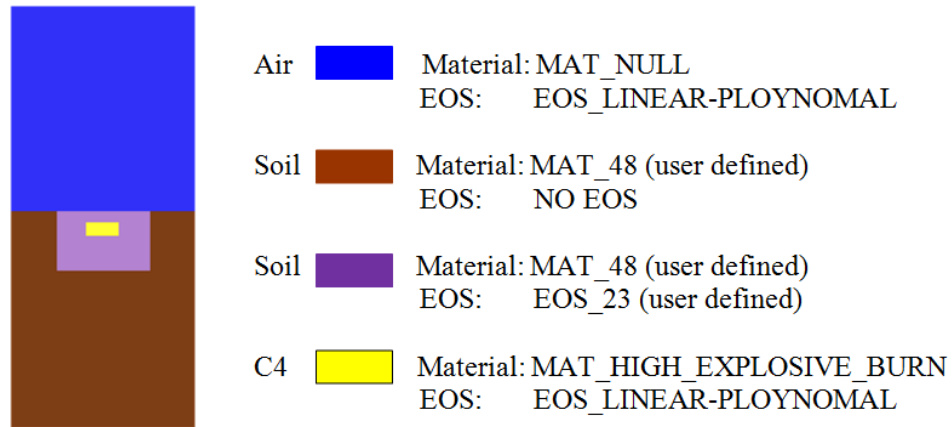 Air Material: MAT_NULL
EOS: EOS_LINEAR-PLOYNOMAL
Soil Material: MAT_48 (user defined)
EOS: NO EOS
Soil Material: MAT_48 (user defined)
EOS: EOS_23 (user defined)
C4 Material: MAT_HIGH_EXPLOSIVE_BURN
EOS: EOS_LINEAR-PLOYNOMAL